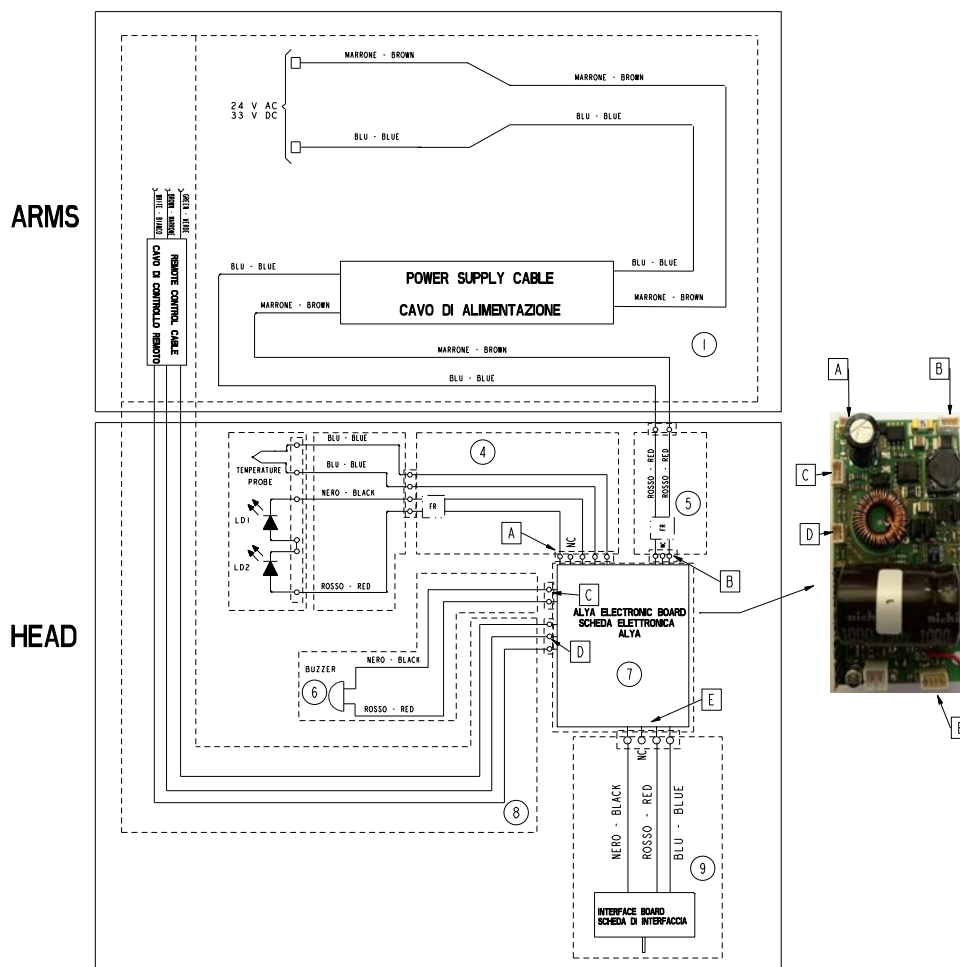 ARMS
MARRONE - BROWN
MARRONE - BROWN
24 V AC
33 V DC
BLU - BLUE
BLU - BLUE
GREEN - VERDE
BROWN - MARRONE
WHITE - BIANCO
REMOTE CONTROL CABLE
CAVO DI CONTROLLO REMOTO
BLU - BLUE
BLU - BLUE
POWER SUPPLY CABLE
CAVO DI ALIMENTAZIONE
MARRONE - BROWN
MARRONE - BROWN
1
MARRONE - BROWN
BLU - BLUE
HEAD
BLU - BLUE
4
TEMPERATURE
PROBE
BLU - BLUE
NERO - BLACK
FR
LD1
LD2
ROSSO - RED
ROSSO - RED
ROSSO - RED
5
FR
NC
A
NC
B
C
ALYA ELECTRONIC BOARD
SCHEDA ELETTRONICA
ALYA
D
7
E
BUZZER
6
NERO - BLACK
ROSSO - RED
8
NC
NERO - BLACK
ROSSO - RED
BLU - BLUE
9
INTERFACE BOARD
SCHEDA DI INTERFACCIA
A
B
C
D
nich
1000
1000
E